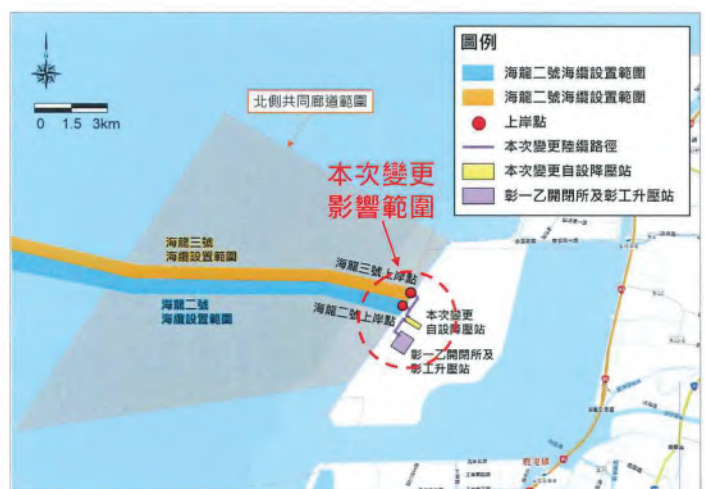 圖例
海龍二號海纜設置範圍
海龍二號海纜設置範圍
上岸點
本次變更陸纜路徑
本次變更自設降壓站
彰一乙開閉所及彰工升壓站
0 1.5 3km
北側共同廊道範圍
本次變更
影響範圍
海龍三號
海纜設置範圍
海龍三號上岸點
海龍二號
海纜設置範圍
海龍二號上岸點
本次變更
自設降壓站
彰一乙開閉所及
彰工升壓站
鹿港鎮